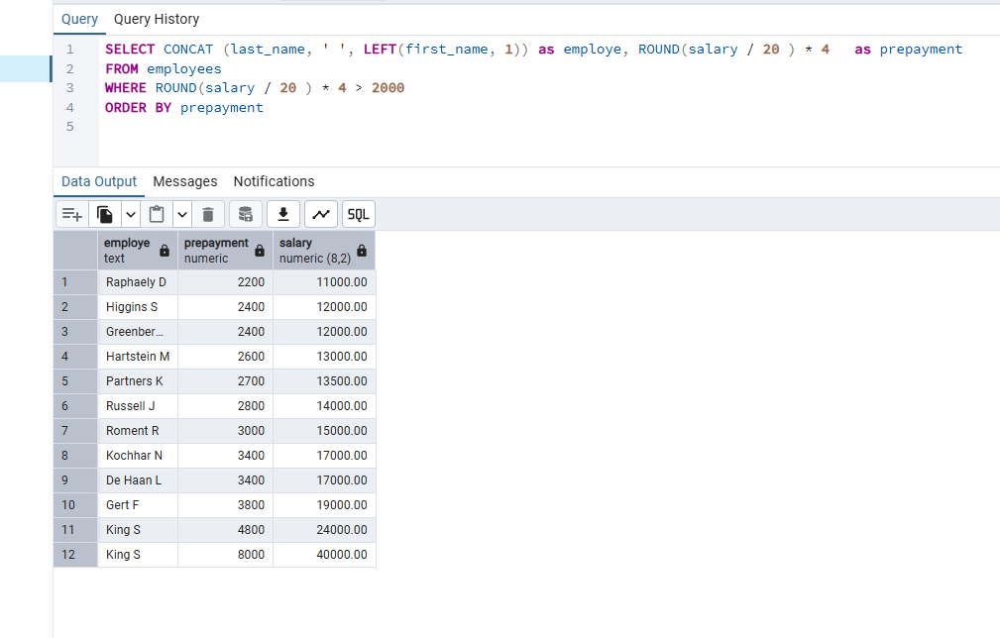 Query Query History
1 SELECT CONCAT (last_name, ' ', LEFT(first_name, 1)) as employe, ROUND(salary / 20 ) * 4 as prepayment
2 FROM employees
3 WHERE ROUND(salary / 20 ) * 4 > 2000
4 ORDER BY prepayment
5
Data Output Messages Notifications
SQL
employe prepayment salary
text numeric numeric (8,2)
1 Raphaely D 2200 11000.00
2 Higgins S 2400 12000.00
3 Greenber... 2400 12000.00
4 Hartstein M 2600 13000.00
5 Partners K 2700 13500.00
6 Russell J 2800 14000.00
7 Roment R 3000 15000.00
8 Kochhar N 3400 17000.00
9 De Haan L 3400 17000.00
10 Gert F 3800 19000.00
11 King S 4800 24000.00
12 King S 8000 40000.00